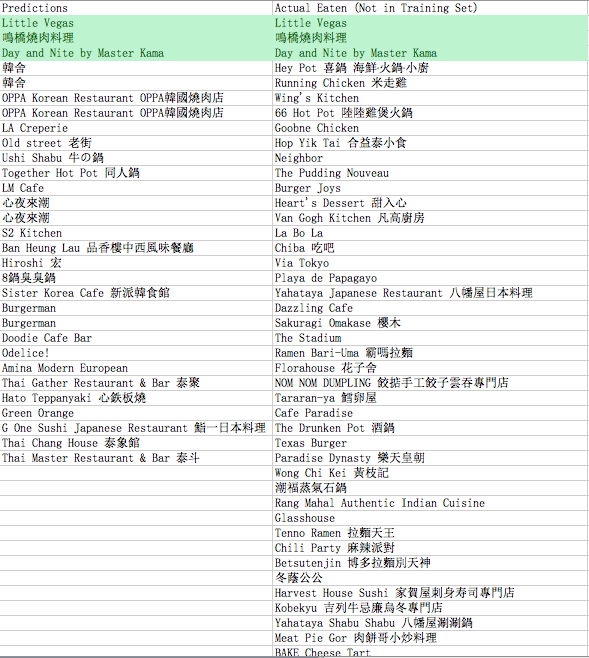 Predictions	Actual Eaten (Not in Training Set)
Little Vegas	Little Vegas
鳴橋燒肉料理	鳴橋燒肉料理
Day and Nite by Master Kama	Day and Nite by Master Kama
韓舍	Hey Pot 喜鍋 海鮮·火鍋·小廚
韓舍	Running Chicken 米走雞
OPPA Korean Restaurant OPPA韓國燒肉店	Wing's Kitchen
OPPA Korean Restaurant OPPA韓國燒肉店	66 Hot Pot 陸陸雞煲火鍋
LA Creperie	Goobne Chicken
Old street 老街	Hop Yik Tai 合益泰小食
Ushi Shabu 牛の鍋	Neighbor
Together Hot Pot 同人鍋	The Pudding Nouveau
LM Cafe	Burger Joys
心夜來潮	Heart's Dessert 甜入心
心夜來潮	Van Gogh Kitchen 凡高廚房
S2 Kitchen	La Bo La
Ban Heung Lau 品香樓中西風味餐廳	Chiba 吃吧
Hiroshi 宏	Via Tokyo
8鍋臭臭鍋	Playa de Papagayo
Sister Korea Cafe 新派韓食館	Yahataya Japanese Restaurant 八幡屋日本料理
Burgerman	Dazzling Cafe
Burgerman	Sakuragi Omakase 櫻木
Doodie Cafe Bar	The Stadium
Odelice!	Ramen Bari-Uma 霸嗎拉麵
Amina Modern European	Florahouse 花子舍
Thai Gather Restaurant & Bar 泰聚	NOM NOM DUMPLING 餃掂手工餃子雲吞專門店
Hato Teppanyaki 心鉄板燒	Tararan-ya 鱈卵屋
Green Orange	Cafe Paradise
G One Sushi Japanese Restaurant 鮨一日本料理	The Drunken Pot 酒鍋
Thai Chang House 泰象館	Texas Burger
Thai Master Restaurant & Bar 泰斗	Paradise Dynasty 樂天皇朝
Wong Chi Kei 黃枝記
潮福蒸氣石鍋
Rang Mahal Authentic Indian Cuisine
Glasshouse
Tenno Ramen 拉麵天王
Chili Party 麻辣派對
Betsutenjin 博多拉麵別天神
冬蔭公公
Harvest House Sushi 家賀屋刺身寿司專門店
Kobekyu 吉列牛忌廉烏冬專門店
Yahataya Shabu Shabu 八幡屋涮涮鍋
Meat Pie Gor 肉餅哥小炒料理
BAKE Cheese Tart